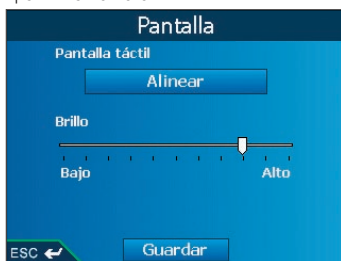 Pantalla
Pantalla táctil
Alinear
Brillo
Bajo Alto
ESC Guardar